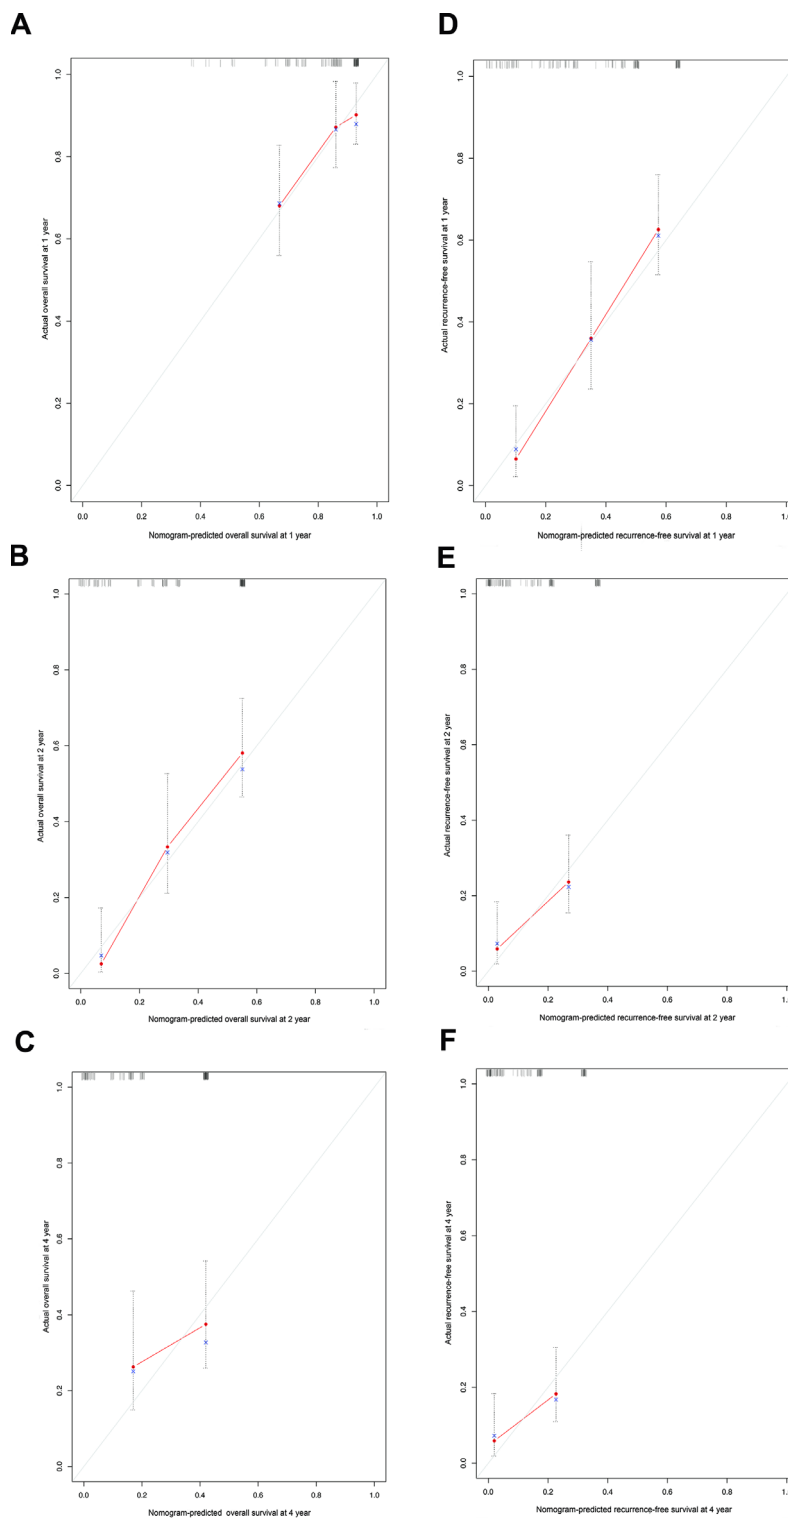 A
Actual overall survival at 1 year
1.0
0.8
0.6
0.4
0.2
0.0
0.0 0.2 0.4 0.6 0.8 1.0
Nomogram-predicted overall survival at 1 year
D
Actual recurrence-free survival at 1 year
1.0
0.8
0.6
0.4
0.2
0.0
0.0 0.2 0.4 0.6 0.8 1.0
Nomogram-predicted recurrence-free survival at 1 year
B
Actual overall survival at 2 year
1.0
0.8
0.6
0.4
0.2
0.0
0.0 0.2 0.4 0.6 0.8 1.0
Nomogram-predicted overall survival at 2 year
E
Actual recurrence-free survival at 2 year
1.0
0.8
0.6
0.4
0.2
0.0
0.0 0.2 0.4 0.6 0.8 1.0
Nomogram-predicted recurrence-free survival at 2 year
C
Actual overall survival at 4 year
1.0
0.8
0.6
0.4
0.2
0.0
0.0 0.2 0.4 0.6 0.8 1.0
Nomogram-predicted overall survival at 4 year
F
Actual recurrence-free survival at 4 year
1.0
0.8
0.6
0.4
0.2
0.0
0.0 0.2 0.4 0.6 0.8 1.0
Nomogram-predicted recurrence-free survival at 4 year